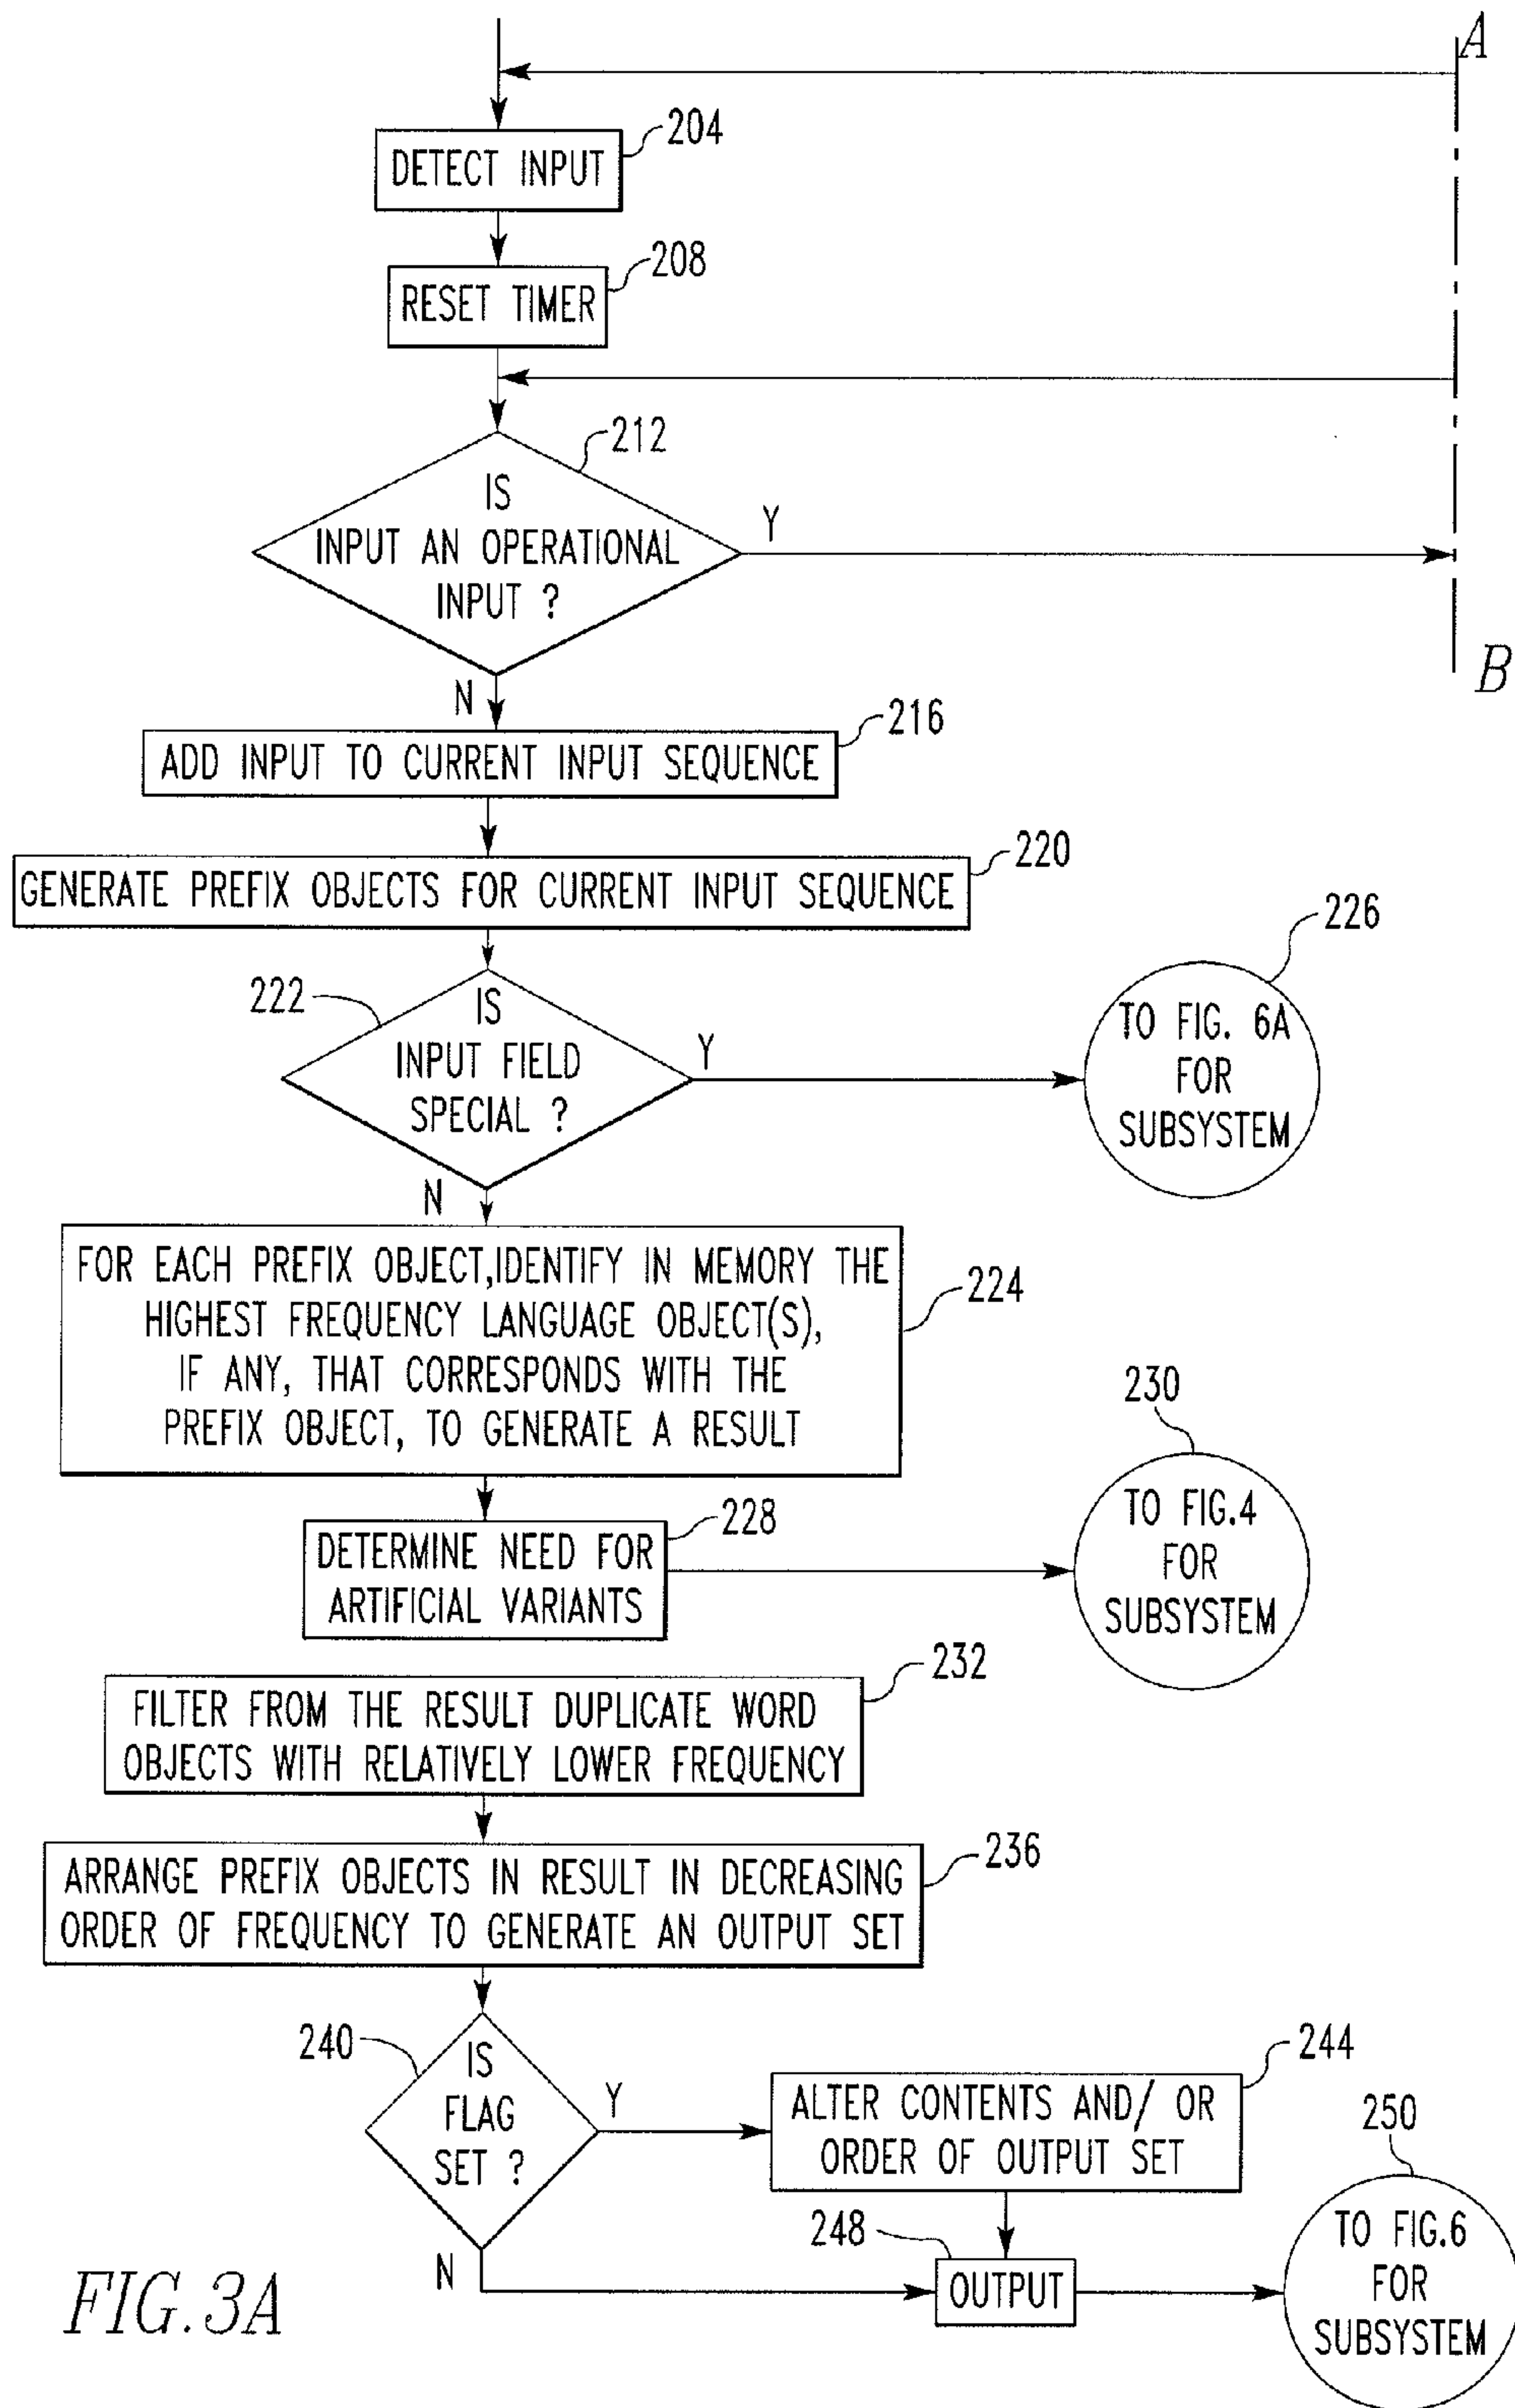 A
204
DETECT INPUT
208
RESET TIMER
212
IS
INPUT AN OPERATIONAL
INPUT ?
Y
B
N
216
ADD INPUT TO CURRENT INPUT SEQUENCE
220
GENERATE PREFIX OBJECTS FOR CURRENT INPUT SEQUENCE
226
222
IS
INPUT FIELD
SPECIAL ?
Y
TO FIG. 6A
FOR
SUBSYSTEM
N
FOR EACH PREFIX OBJECT,IDENTIFY IN MEMORY THE
HIGHEST FREQUENCY LANGUAGE OBJECT(S),
IF ANY, THAT CORRESPONDS WITH THE
PREFIX OBJECT, TO GENERATE A RESULT
224
230
228
DETERMINE NEED FOR
ARTIFICIAL VARIANTS
TO FIG.4
FOR
SUBSYSTEM
232
FILTER FROM THE RESULT DUPLICATE WORD
OBJECTS WITH RELATIVELY LOWER FREQUENCY
236
ARRANGE PREFIX OBJECTS IN RESULT IN DECREASING
ORDER OF FREQUENCY TO GENERATE AN OUTPUT SET
240
IS
FLAG
SET ?
Y
244
ALTER CONTENTS AND/ OR
ORDER OF OUTPUT SET
250
248
N
OUTPUT
TO FIG.6
FOR
SUBSYSTEM
FIG.3A